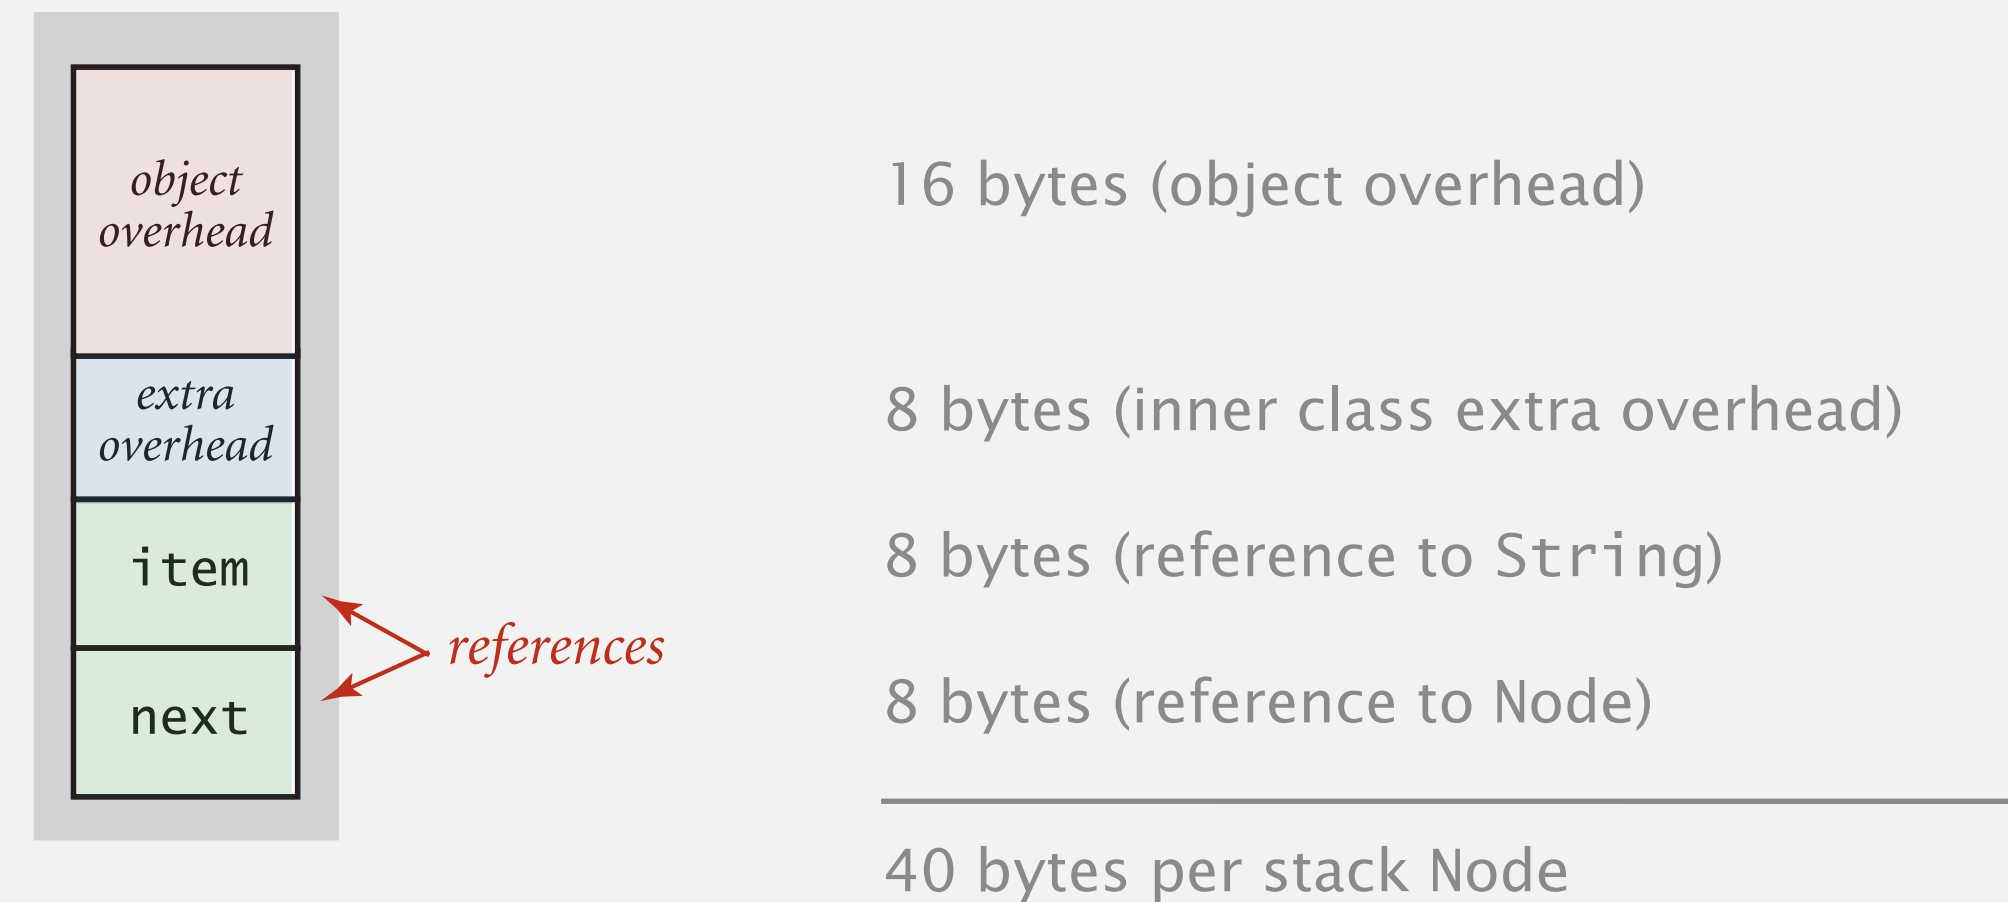 object
overhead
16 bytes (object overhead)
extra
overhead
8 bytes (inner class extra overhead)
item
8 bytes (reference to String)
references
next
8 bytes (reference to Node)
40 bytes per stack Node